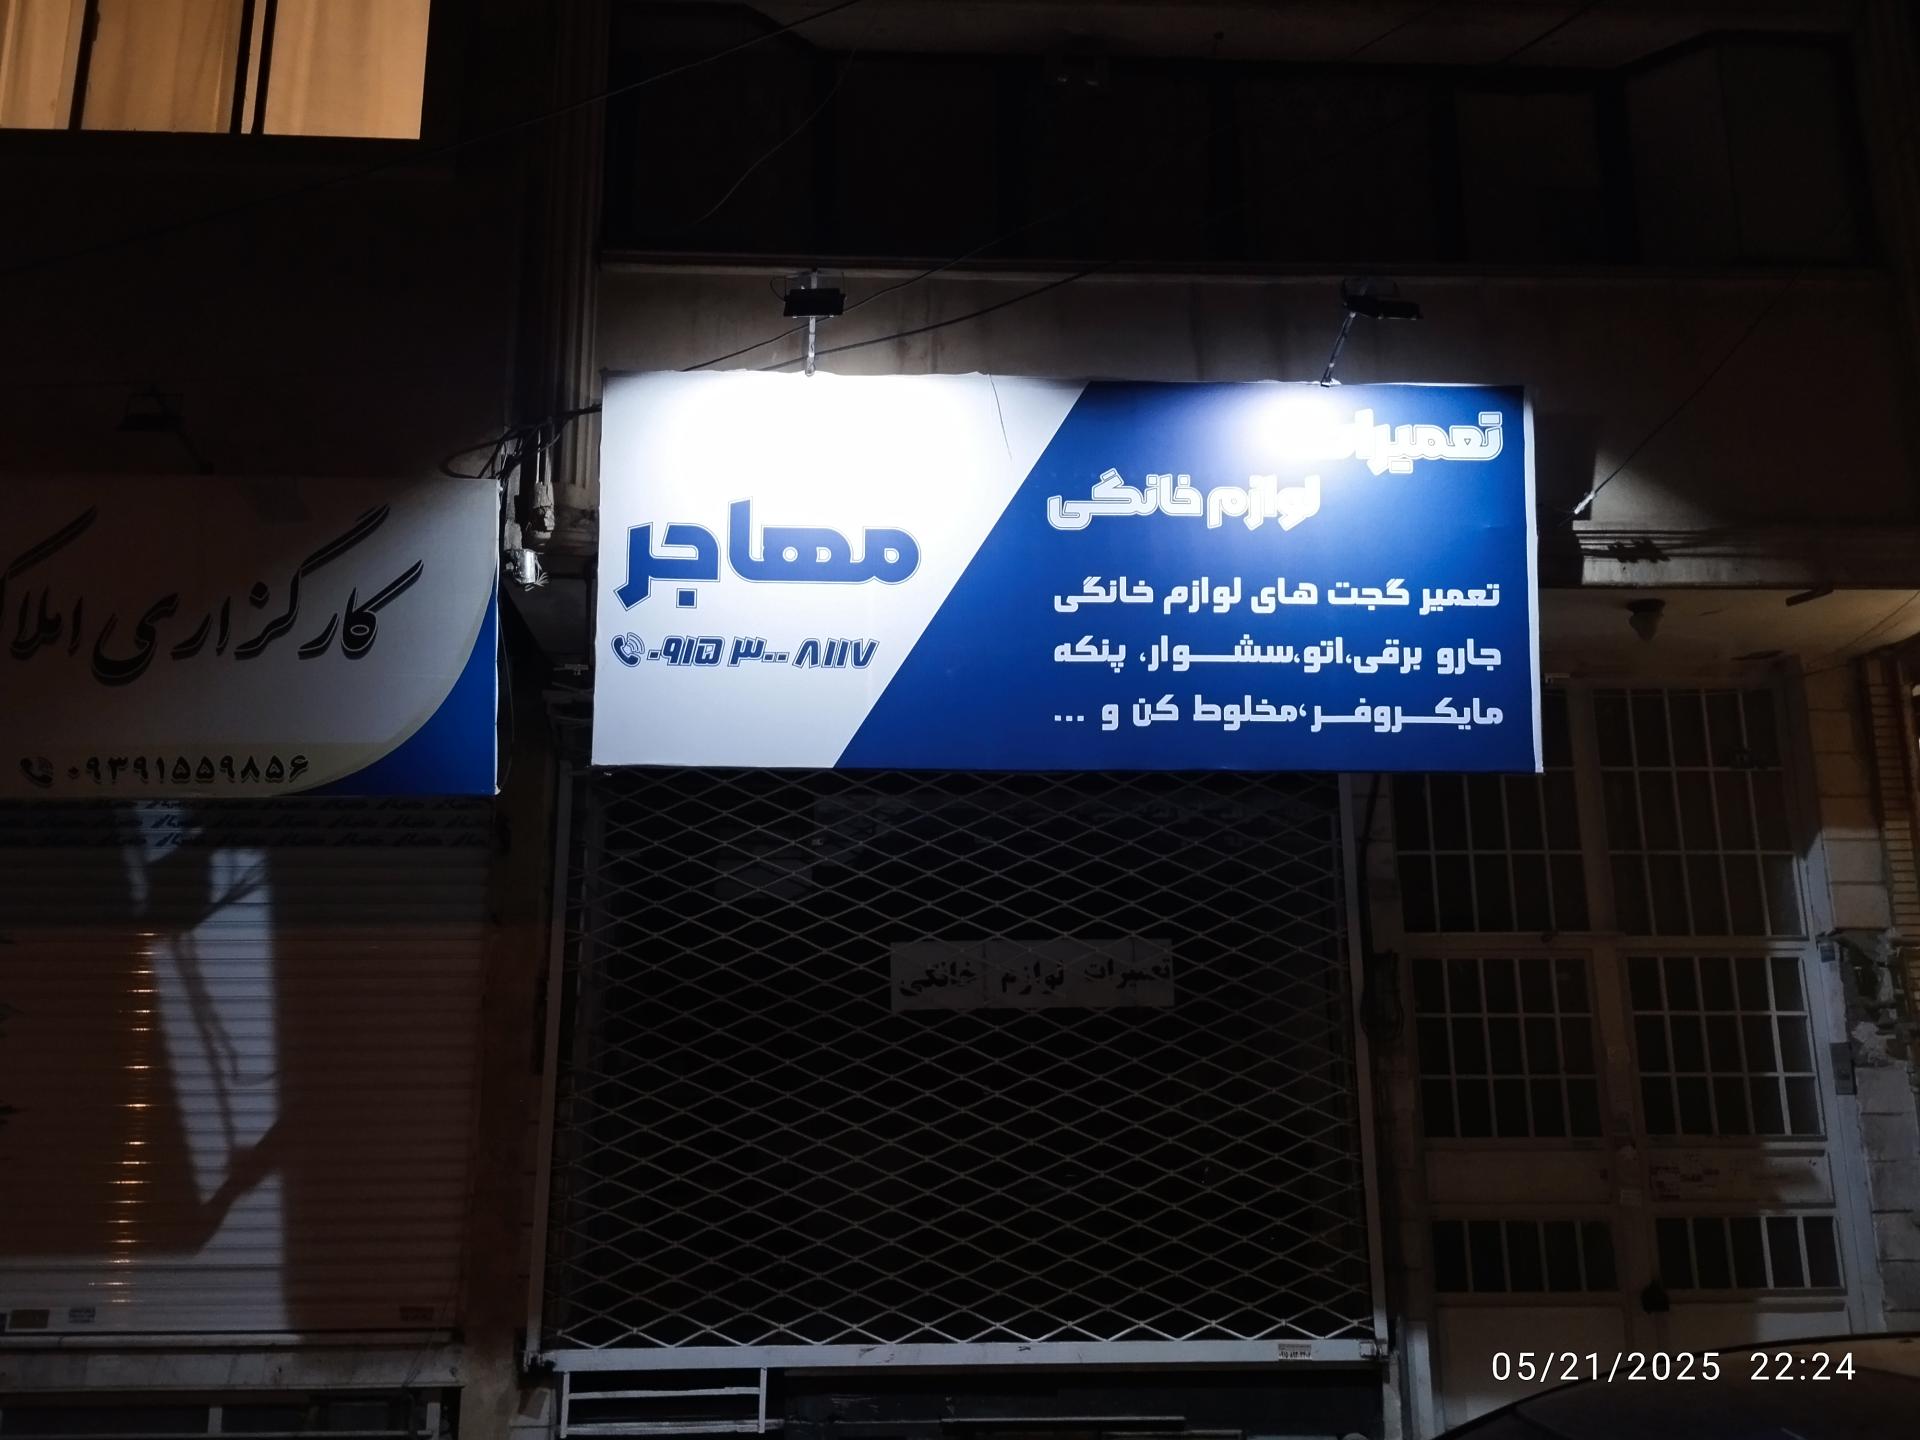 تعمیرات
لوازم خانگی
مهاجر
۰۹۱۵ ۳۰۰ ۸۱۱۷
تعمیر گجت های لوازم خانگی
جارو برقی،اتو،سشوار، پنکه
مایکروفر،مخلوط کن و ...
کارگزاری املاک
۰۹۳۹۱۵۵۹۸۵۶
تعمیرات لوازم خانگی
05/21/2025 22:24